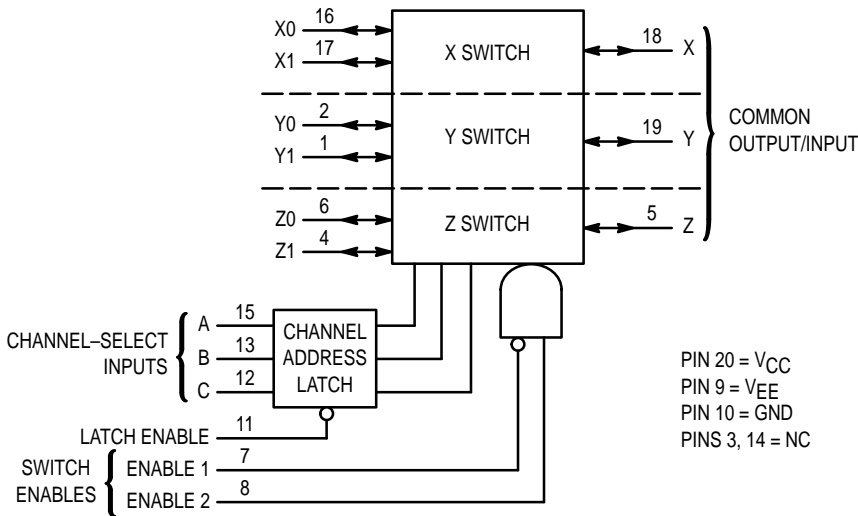 X0 16
X1 17
X SWITCH
18 X
Y0 2
Y1 1
Y SWITCH
19 Y
COMMON
OUTPUT/INPUT
Z0 6
Z1 4
Z SWITCH
5 Z
CHANNEL–SELECT
INPUTS
A 15
B 13
C 12
CHANNEL
ADDRESS
LATCH
LATCH ENABLE 11
SWITCH
ENABLES
ENABLE 1 7
ENABLE 2 8
PIN 20 = VCC
PIN 9 = VEE
PIN 10 = GND
PINS 3, 14 = NC